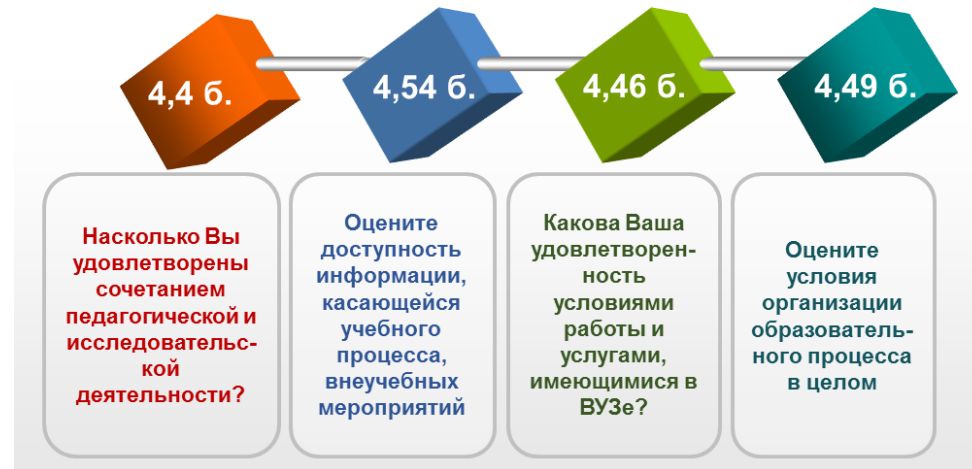 4,4 б.
4,54 б.
4,46 б.
4,49 б.
Насколько Вы
удовлетворены
сочетанием
педагогической и
исследовательс-
кой
деятельности?
Оцените
доступность
информации,
касающейся
учебного
процесса,
внеучебных
мероприятий
Какова Ваша
удовлетворен-
ность
условиями
работы и
услугами,
имеющимися в
ВУЗе?
Оцените
условия
организации
образователь-
ного процесса
в целом